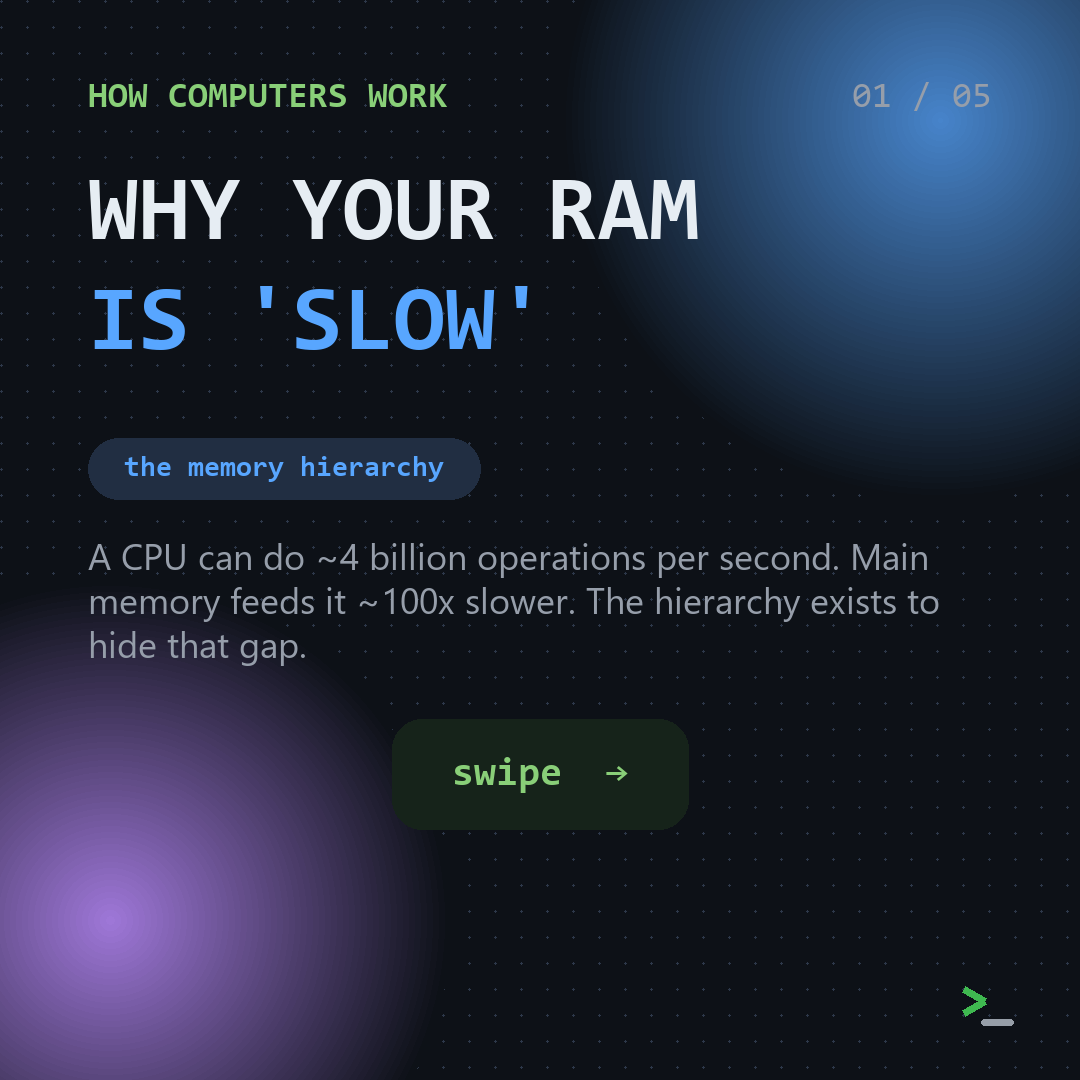 HOW COMPUTERS WORK
01 / 05
WHY YOUR RAM
IS 'SLOW'
the memory hierarchy
A CPU can do ~4 billion operations per second. Main
memory feeds it ~100x slower. The hierarchy exists to
hide that gap.
swipe →
>_